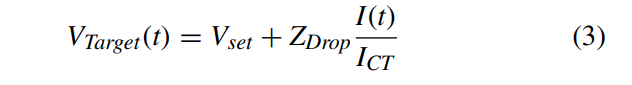 V_{Target}(t) = V_{set} + Z_{Drop} \frac{I(t)}{I_{CT}} (3)